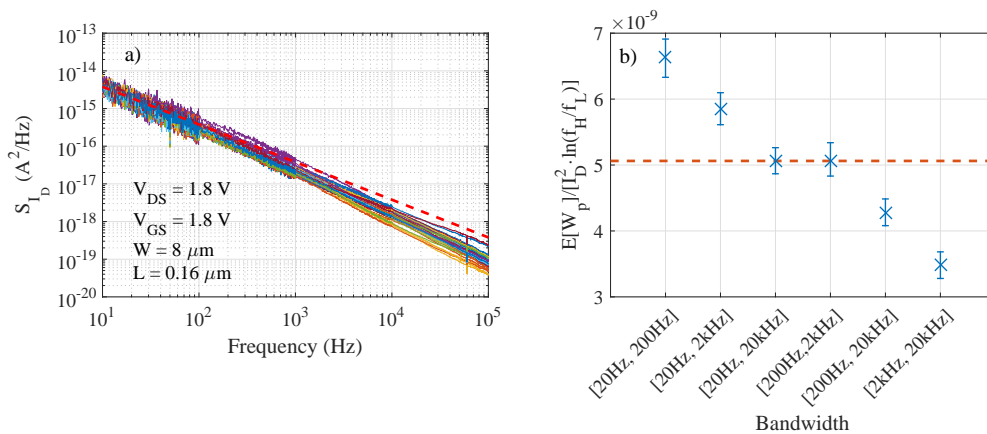 a)
10^-13
10^-14
10^-15
10^-16
10^-17
10^-18
10^-19
10^-20
S_I_D (A^2/Hz)
V_DS = 1.8 V
V_GS = 1.8 V
W = 8 μm
L = 0.16 μm
10^1
10^2
10^3
10^4
10^5
Frequency (Hz)
×10^-9
b)
7
6
5
4
3
E[W_p]/[I_D^2·ln(f_H/f_L)]
[20Hz, 200Hz]
[20Hz, 2kHz]
[20Hz, 20kHz]
[200Hz,2kHz]
[200Hz, 20kHz]
[2kHz, 20kHz]
Bandwidth